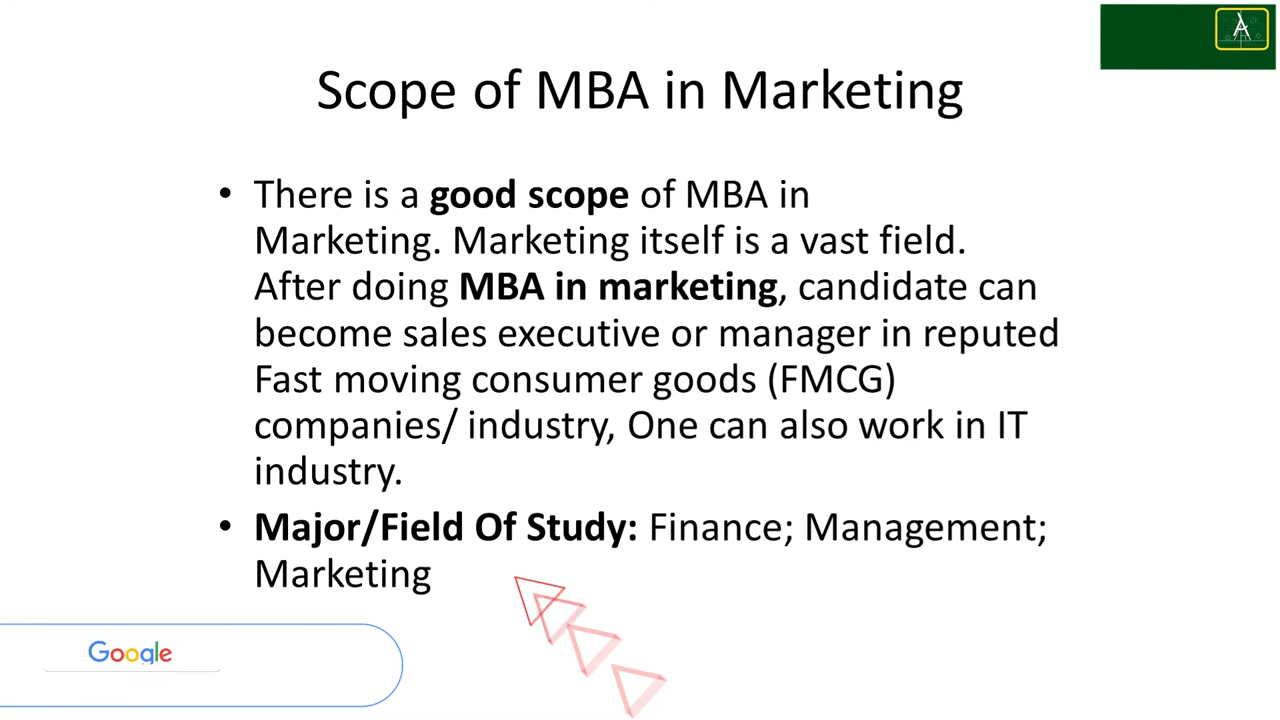 Scope of MBA in Marketing
• There is a good scope of MBA in
Marketing. Marketing itself is a vast field.
After doing MBA in marketing, candidate can
become sales executive or manager in reputed
Fast moving consumer goods (FMCG)
companies/ industry, One can also work in IT
industry.
• Major/Field Of Study: Finance; Management;
Marketing
Google